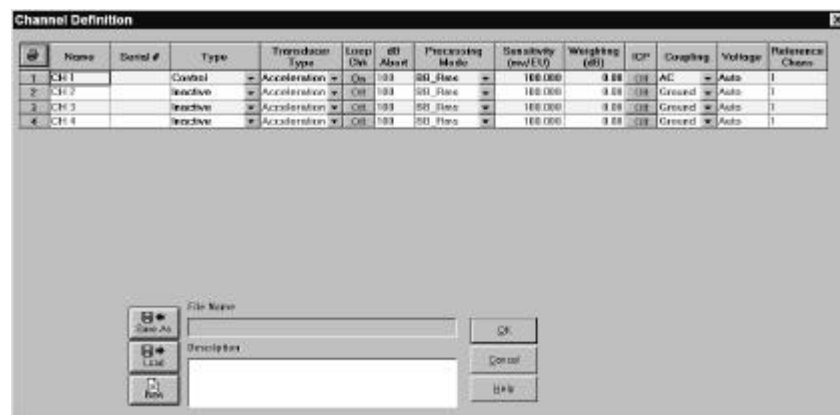 Channel Definition
Name Serial # Type Transducer Type Loop Chk dB Abort Processing Mode Sensitivity (mv/EU) Weighting (dB) ICP Coupling Voltage Reference Chans
1 CH 1 Control Acceleration On 100 BB_Rms 100.000 0.00 Off AC Auto 1
2 CH 2 Inactive Acceleration Off 100 BB_Rms 100.000 0.00 Off Ground Auto 1
3 CH 3 Inactive Acceleration Off 100 BB_Rms 100.000 0.00 Off Ground Auto 1
4 CH 4 Inactive Acceleration Off 100 BB_Rms 100.000 0.00 Off Ground Auto 1
File Name
Save As
OK
Description
Load
Cancel
New
Help